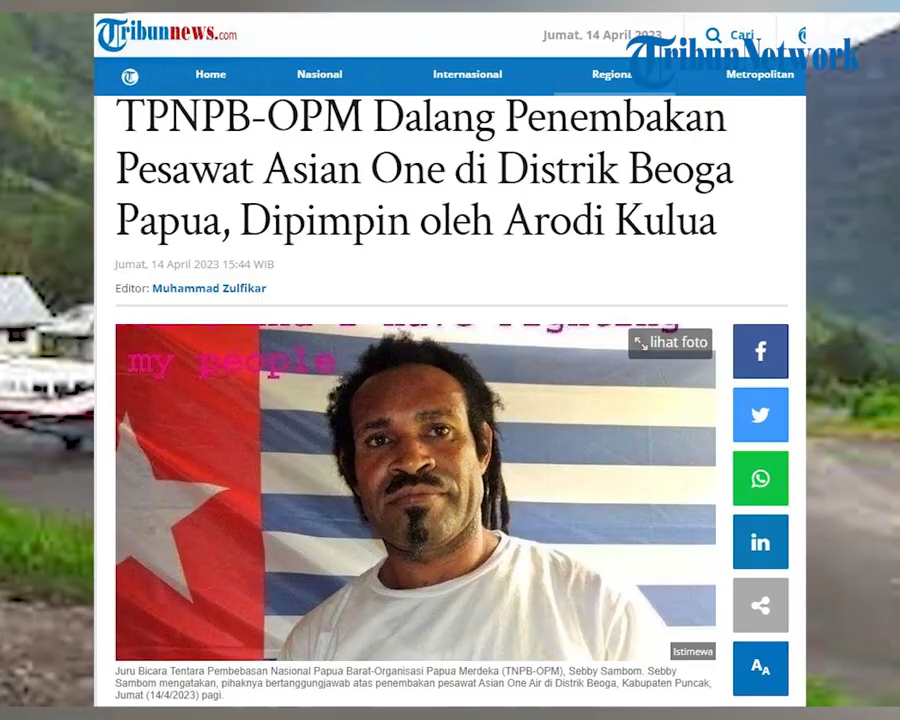 Tribunnews.com
Jumat, 14 April 2023
Cari
TribunNetwork
Home Nasional Internasional Metropolitan
TPNPB-OPM Dalang Penembakan
Pesawat Asian One di Distrik Beoga
Papua, Dipimpin oleh Arodi Kulua
Jumat, 14 April 2023 15:44 WIB
Editor: Muhammad Zulfikar
my people
lihat foto
Istimewa
Juru Bicara Tentara Pembebasan Nasional Papua Barat-Organisasi Papua Merdeka (TNPB-OPM), Sebby Sambom. Sebby
Sambom mengatakan, pihaknya bertanggungjawab atas penembakan pesawat Asian One Air di Distrik Beoga, Kabupaten Puncak,
Jumat (14/4/2023) pagi.
f
in
AA